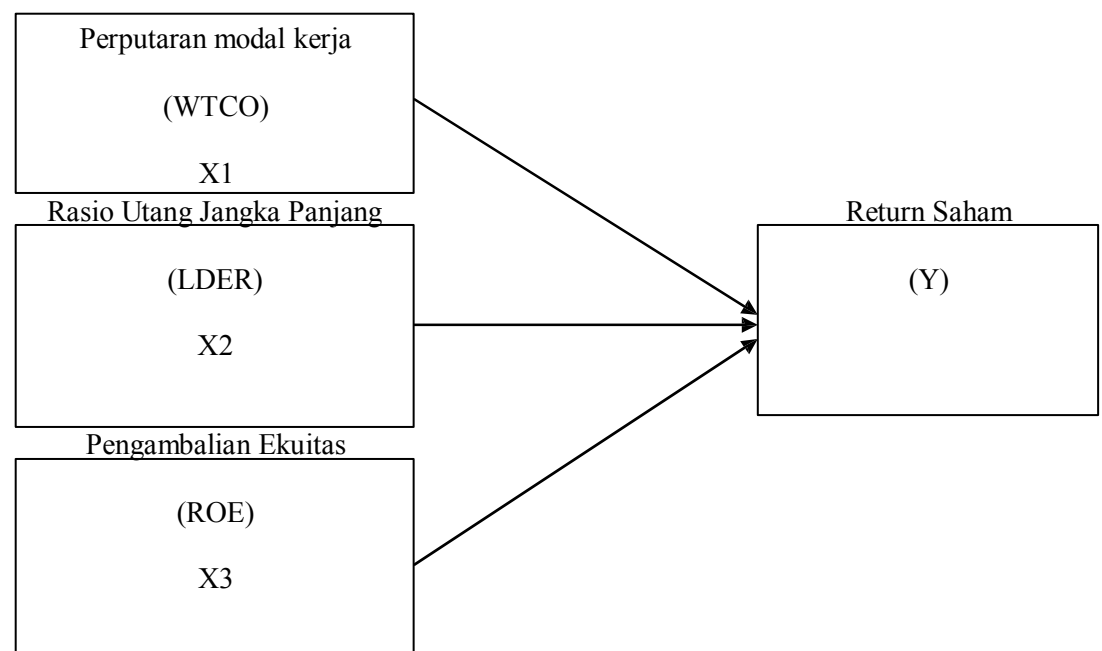 Perputaran modal kerja
(WTCO)
X1
Rasio Utang Jangka Panjang
(LDER)
X2
Pengambalian Ekuitas
(ROE)
X3
Return Saham
(Y)